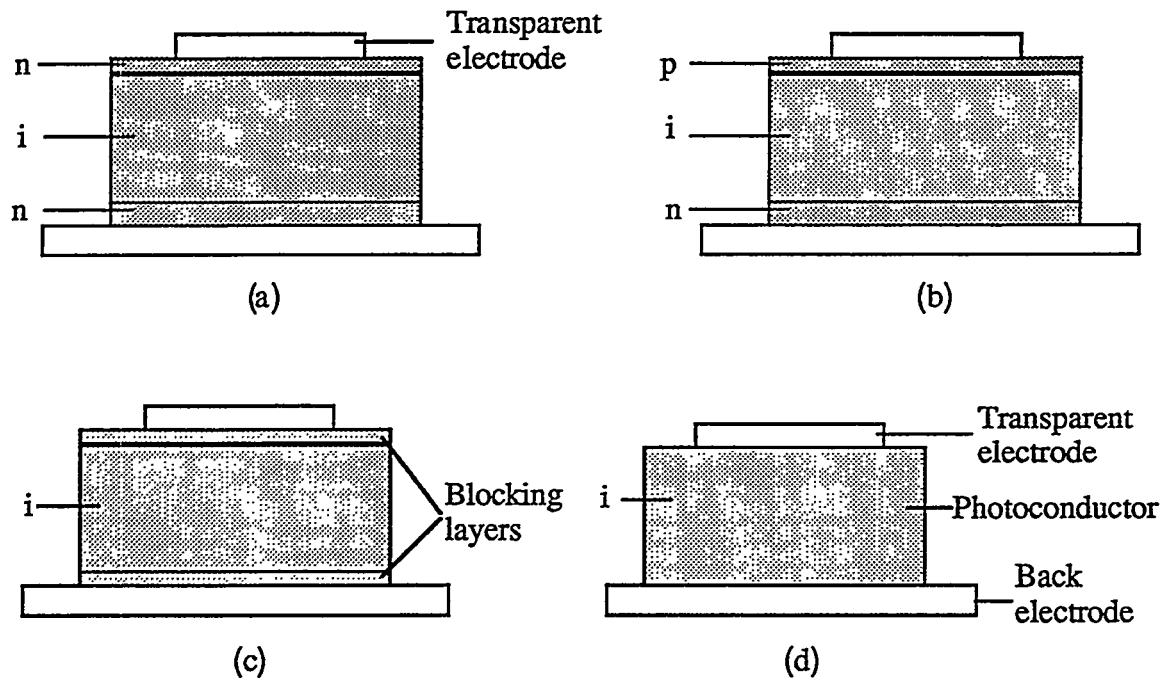 Transparent
electrode
n
i
n
(a)
p
i
n
(b)
i
Blocking
layers
(c)
Transparent
electrode
i
Photoconductor
Back
electrode
(d)